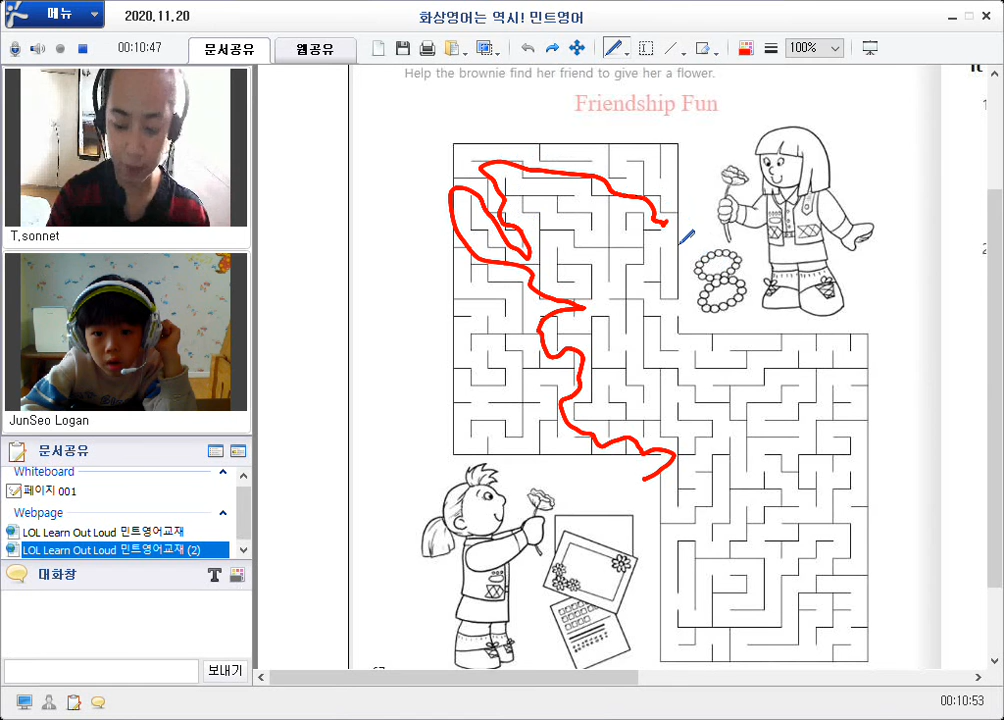 메뉴
2020.11.20
화상영어는 역시! 민트영어
00:10:47
문서공유
웹공유
100%
Help the brownie find her friend to give her a flower.
Friendship Fun
T.sonnet
JunSeo Logan
문서공유
Whiteboard
페이지 001
Webpage
LOL Learn Out Loud 민트영어교재
LOL Learn Out Loud 민트영어교재 (2)
대화창
T
보내기
00:10:53